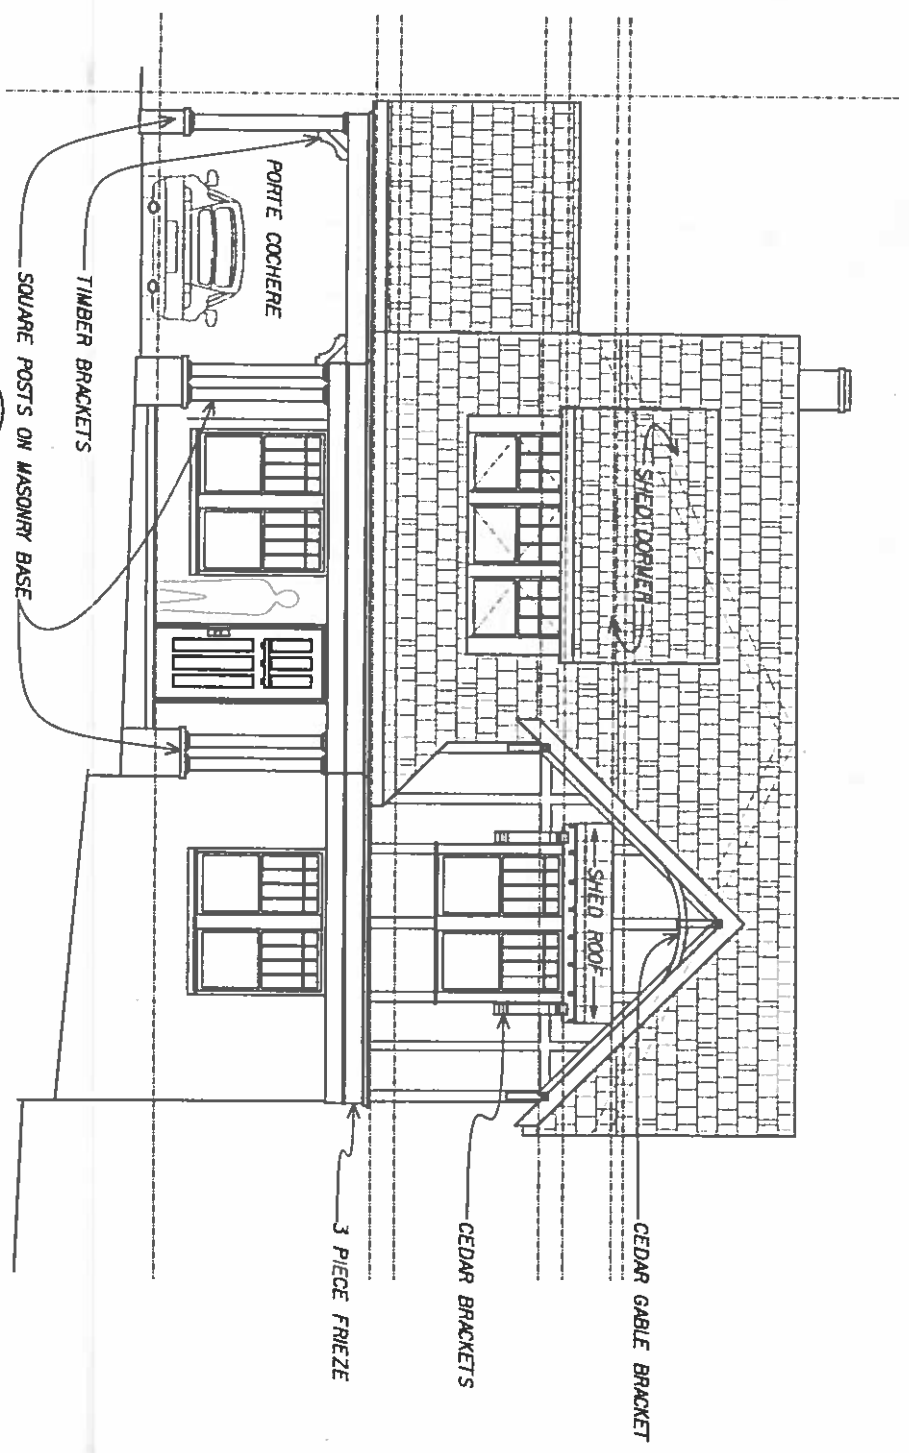 CEDAR GABLE BRACKET
SHED DORMER
SHED ROOF
CEDAR BRACKETS
3 PIECE FRIEZE
PORTE COCHERE
TIMBER BRACKETS
SQUARE POSTS ON MASONRY BASE